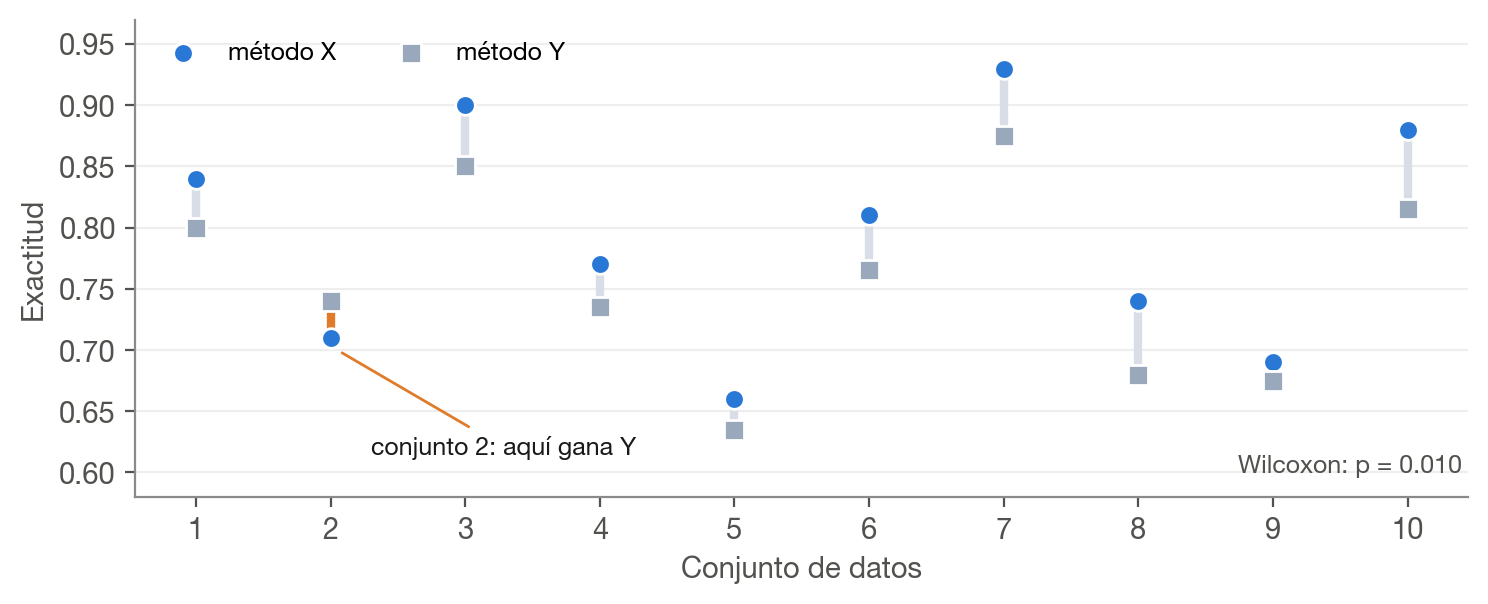 método X
método Y
0.95
0.90
0.85
0.80
0.75
0.70
0.65
0.60
Exactitud
conjunto 2: aquí gana Y
Wilcoxon: p = 0.010
1 2 3 4 5 6 7 8 9 10
Conjunto de datos